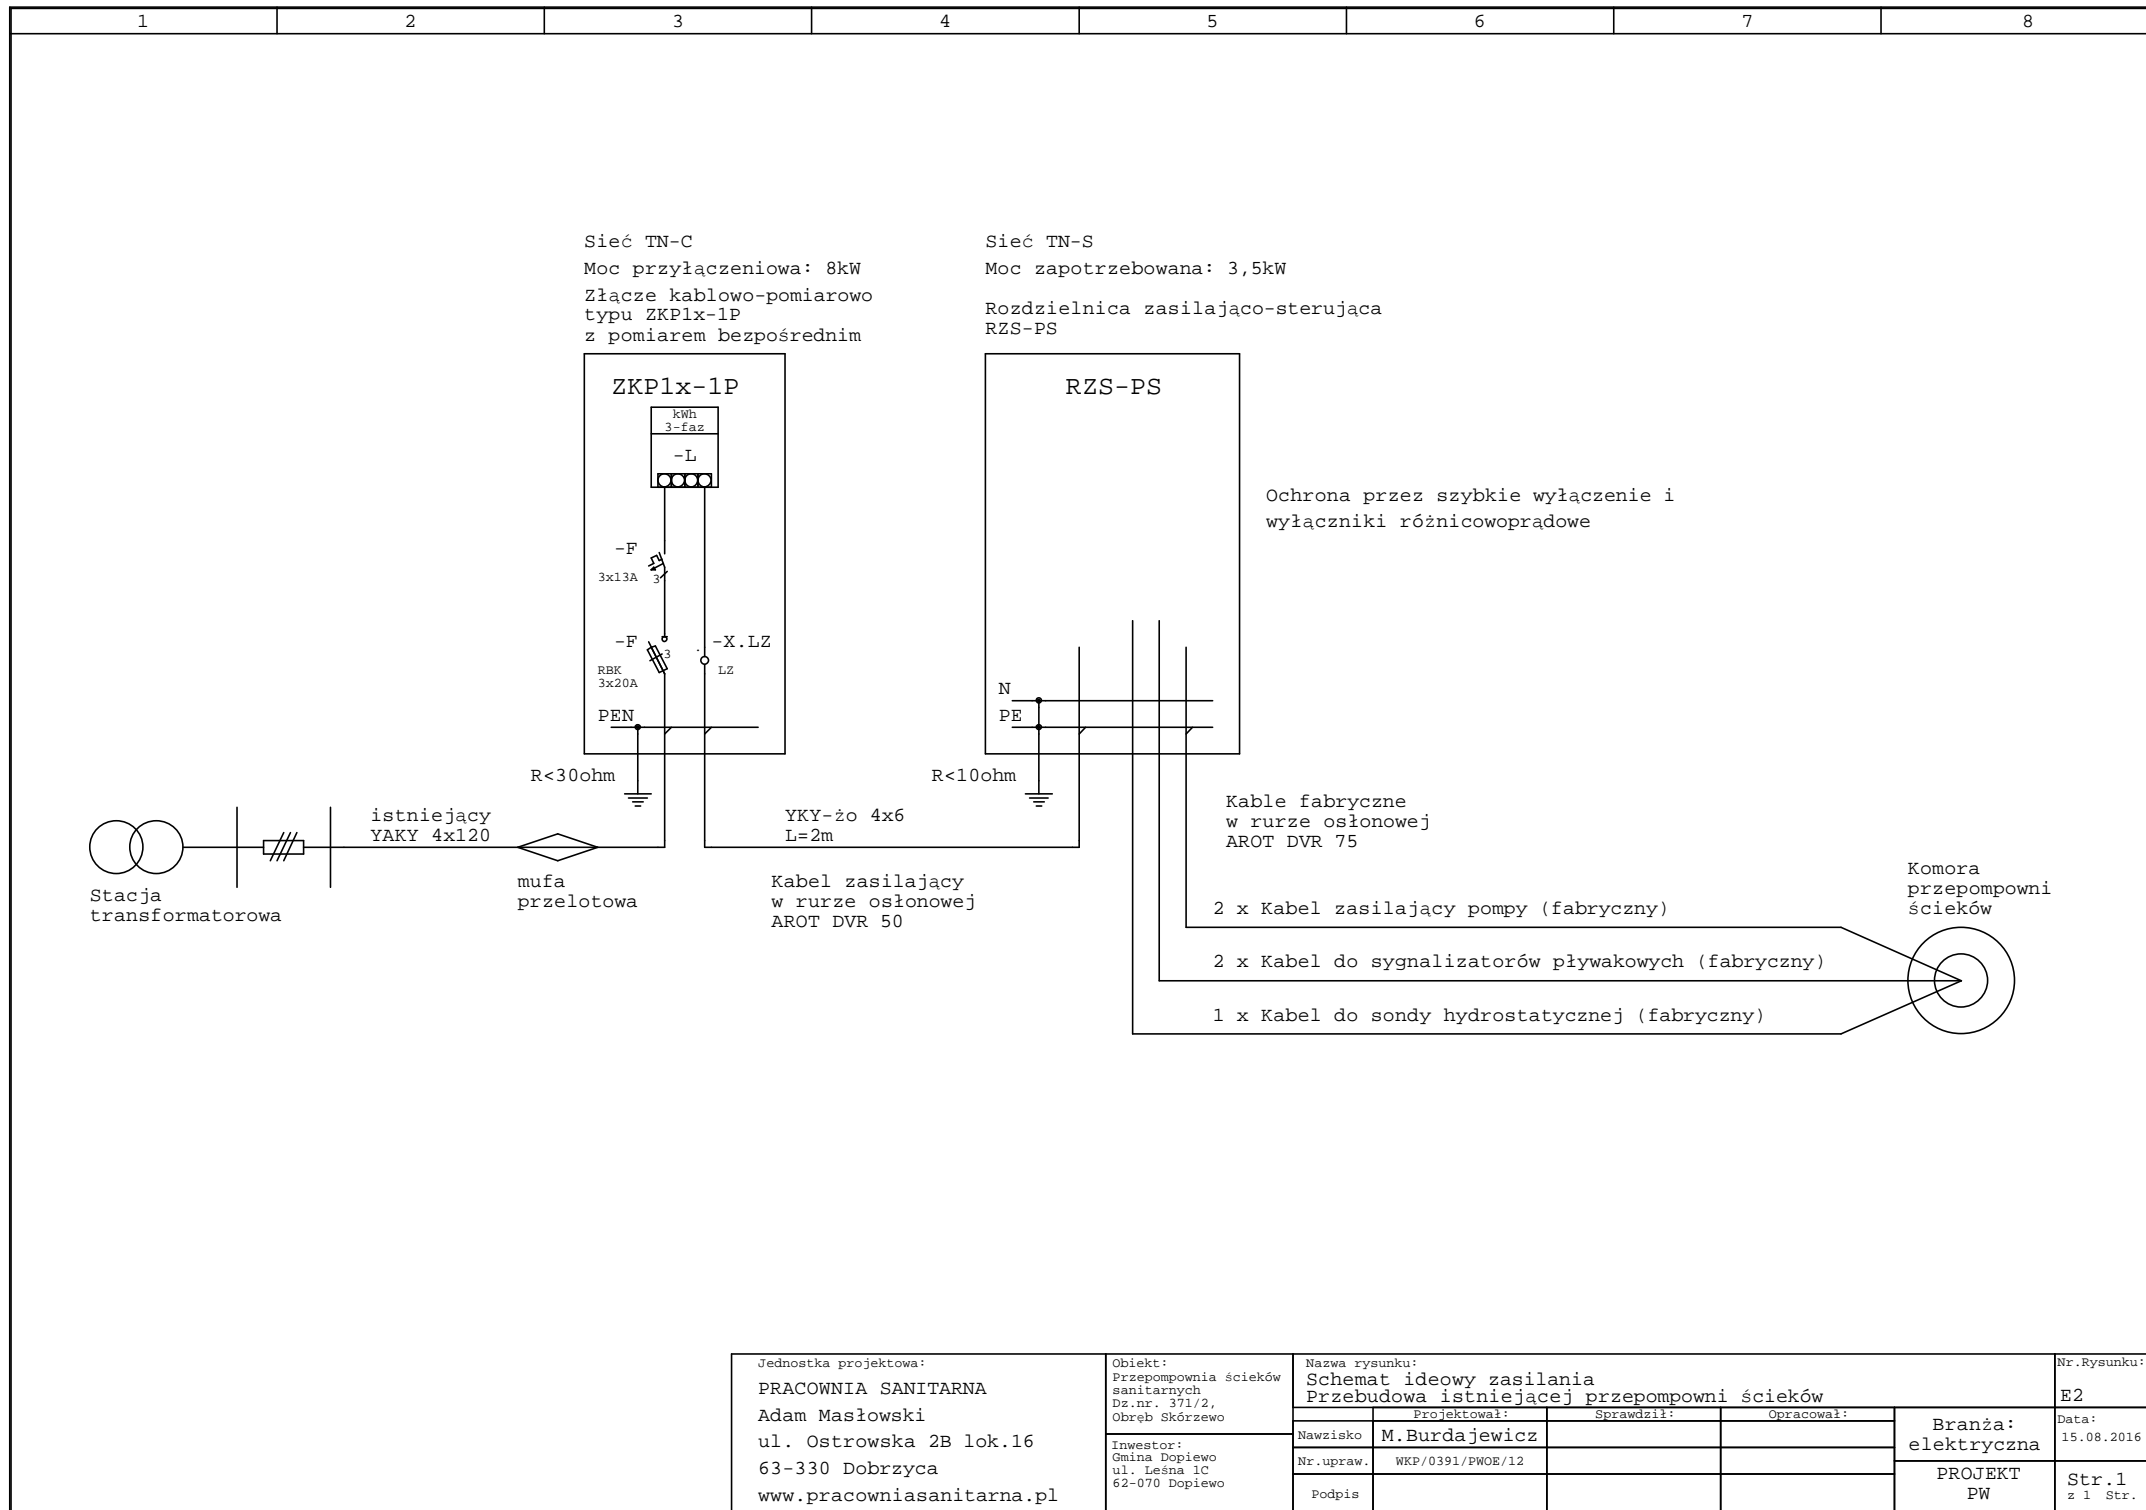 1 2 3 4 5 6 7 8
Sieć TN-C
Moc przyłączeniowa: 8kW
Złącze kablowo-pomiarowo
typu ZKP1x-1P
z pomiarem bezpośrednim
Sieć TN-S
Moc zapotrzebowana: 3,5kW
Rozdzielnica zasilająco-sterująca
RZS-PS
ZKP1x-1P
kWh
3-faz
-L
-F
3x13A
3
-F
3
RBK
3x20A
-X.LZ
LZ
PEN
R<30ohm
RZS-PS
N
PE
R<10ohm
Ochrona przez szybkie wyłączenie i
wyłączniki różnicowoprądowe
Stacja
transformatorowa
istniejący
YAKY 4x120
mufa
przelotowa
YKY-żo 4x6
L=2m
Kabel zasilający
w rurze osłonowej
AROT DVR 50
Kable fabryczne
w rurze osłonowej
AROT DVR 75
Komora
przepompowni
ścieków
2 x Kabel zasilający pompy (fabryczny)
2 x Kabel do sygnalizatorów pływakowych (fabryczny)
1 x Kabel do sondy hydrostatycznej (fabryczny)
Jednostka projektowa:
PRACOWNIA SANITARNA
Adam Masłowski
ul. Ostrowska 2B lok.16
63-330 Dobrzyca
www.pracowniasanitarna.pl
Obiekt:
Przepompownia ścieków
sanitarnych
Dz.nr. 371/2,
Obręb Skórzewo
Inwestor:
Gmina Dopiewo
ul. Leśna 1C
62-070 Dopiewo
Nazwa rysunku:
Schemat ideowy zasilania
Przebudowa istniejącej przepompowni ścieków
Projektował: Sprawdził: Opracował:
Nawzisko M.Burdajewicz
Nr.upraw. WKP/0391/PWOE/12
Podpis
Branża:
elektryczna
PROJEKT
PW
Nr.Rysunku:
E2
Data:
15.08.2016
Str.1
z 1 Str.